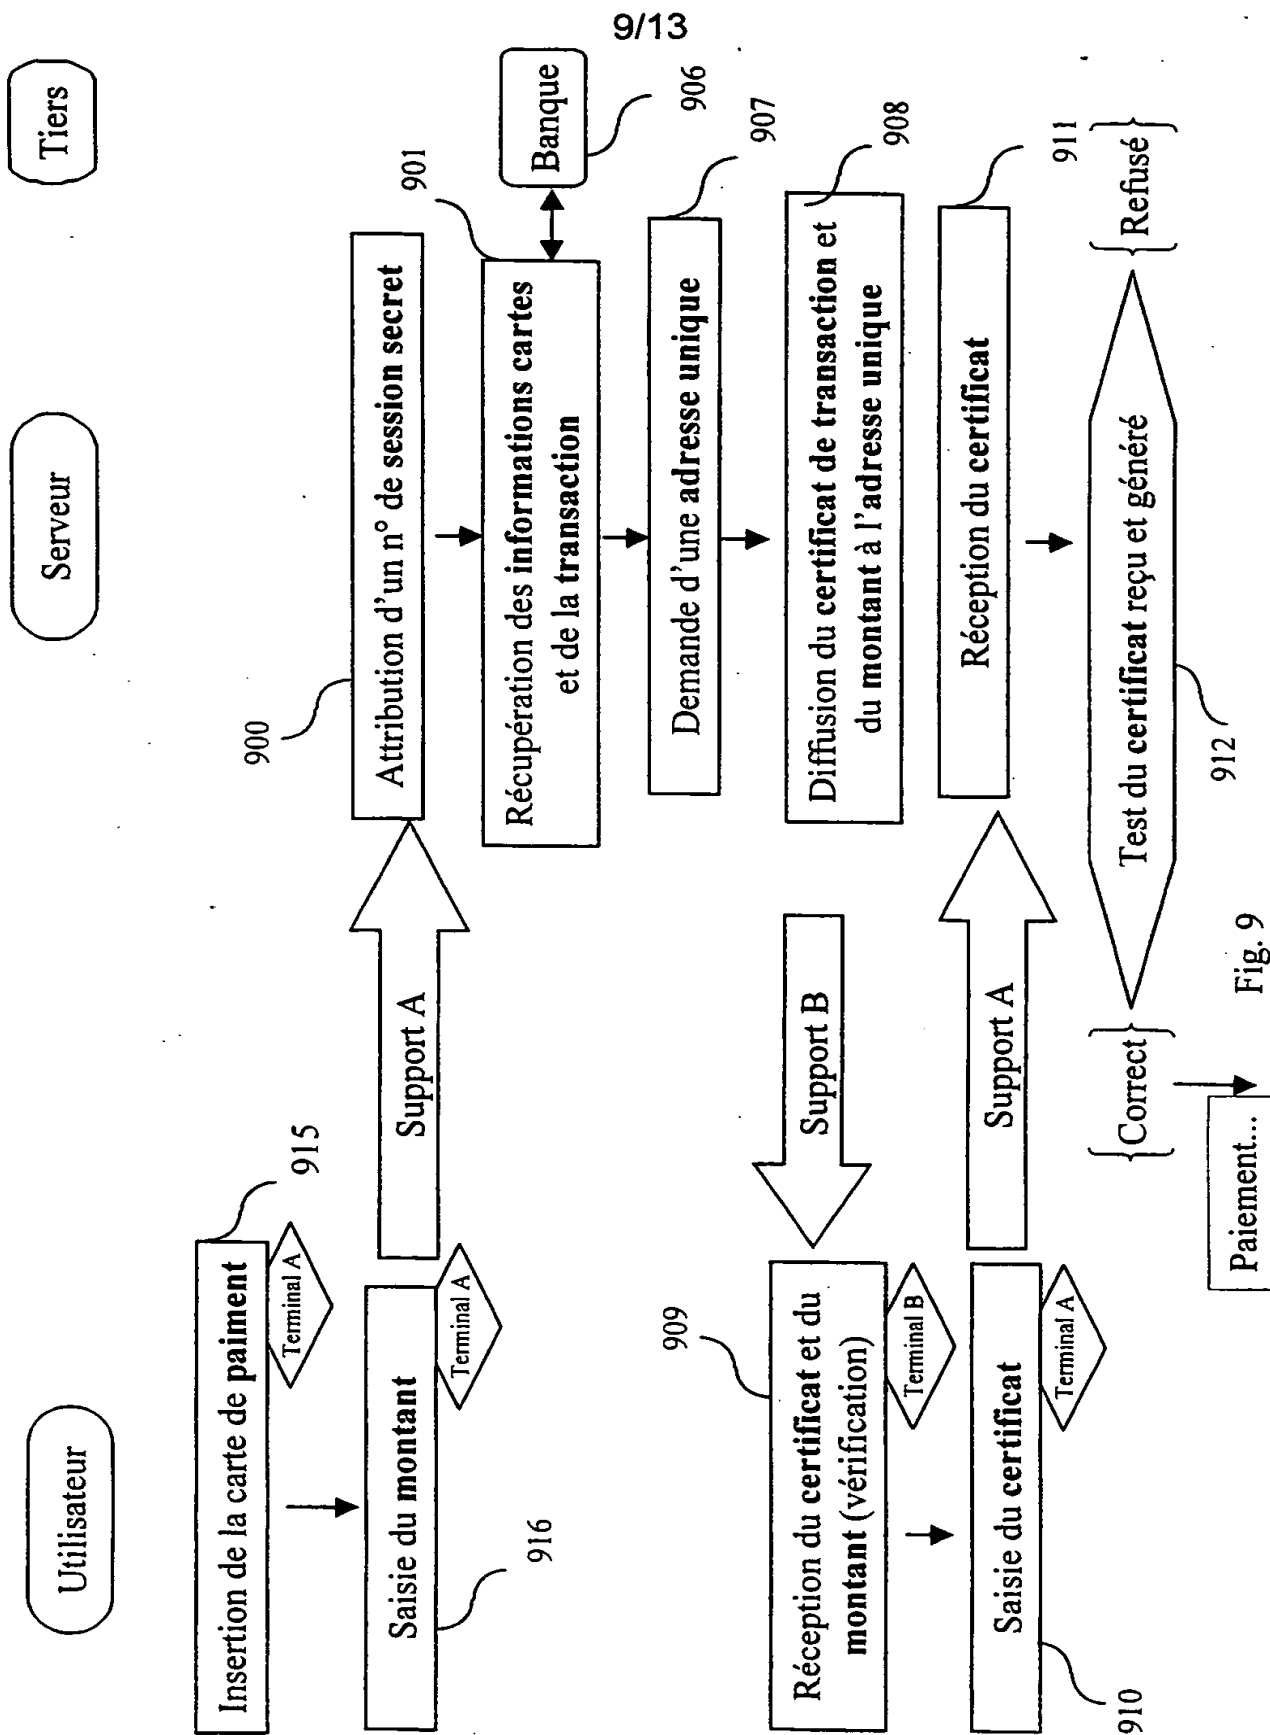 9/13
Utilisateur
Serveur
Tiers
Insertion de la carte de paiment
915
Terminal A
Saisie du montant
916
Terminal A
Support A
900
Attribution d'un n° de session secret
901
Récupération des informations cartes
et de la transaction
Banque
906
Demande d'une adresse unique
907
Diffusion du certificat de transaction et
du montant à l'adresse unique
908
Support B
909
Réception du certificat et du
montant (vérification)
Terminal B
Saisie du certificat
910
Terminal A
Support A
Réception du certificat
911
Test du certificat reçu et généré
912
Correct
Refusé
Paiement...
Fig. 9